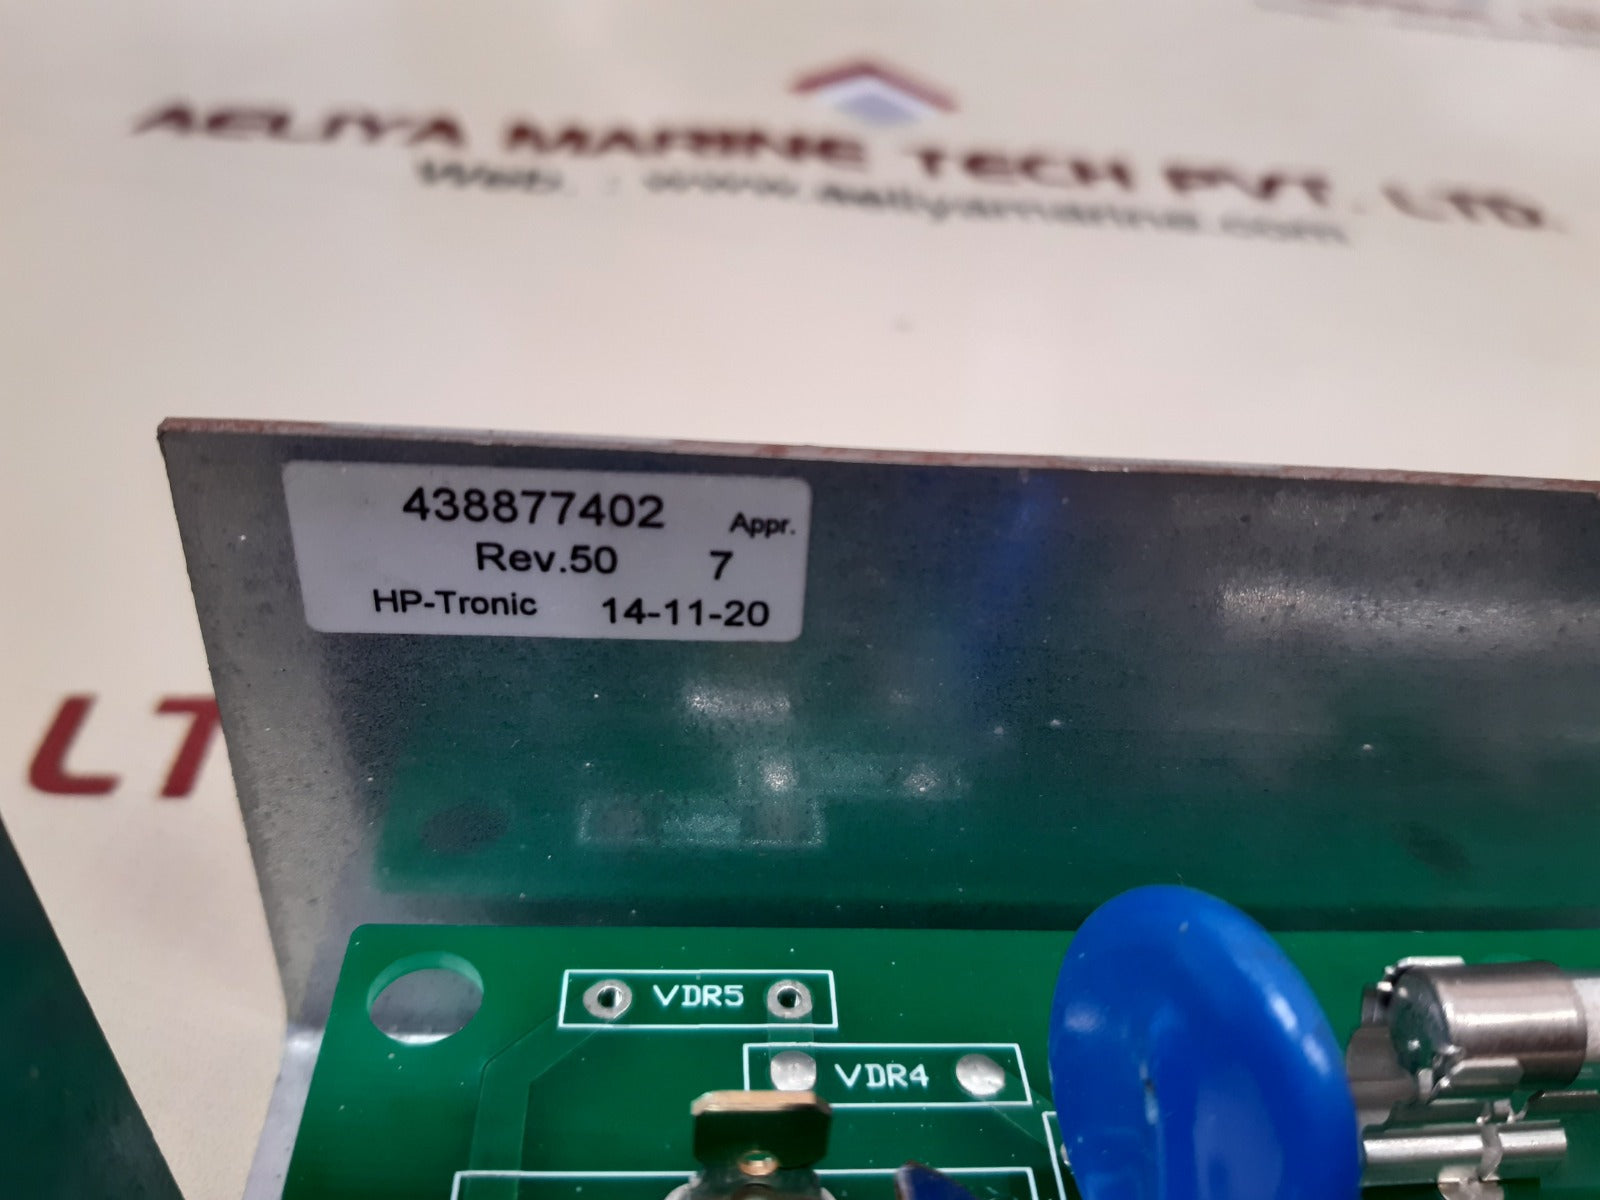 AELIYA MARINE TECH PVT. LTD.
Web. : www.aeliyamarine.com
438877402
Appr.
Rev.50 7
HP-Tronic 14-11-20
LT
VDR5
VDR4